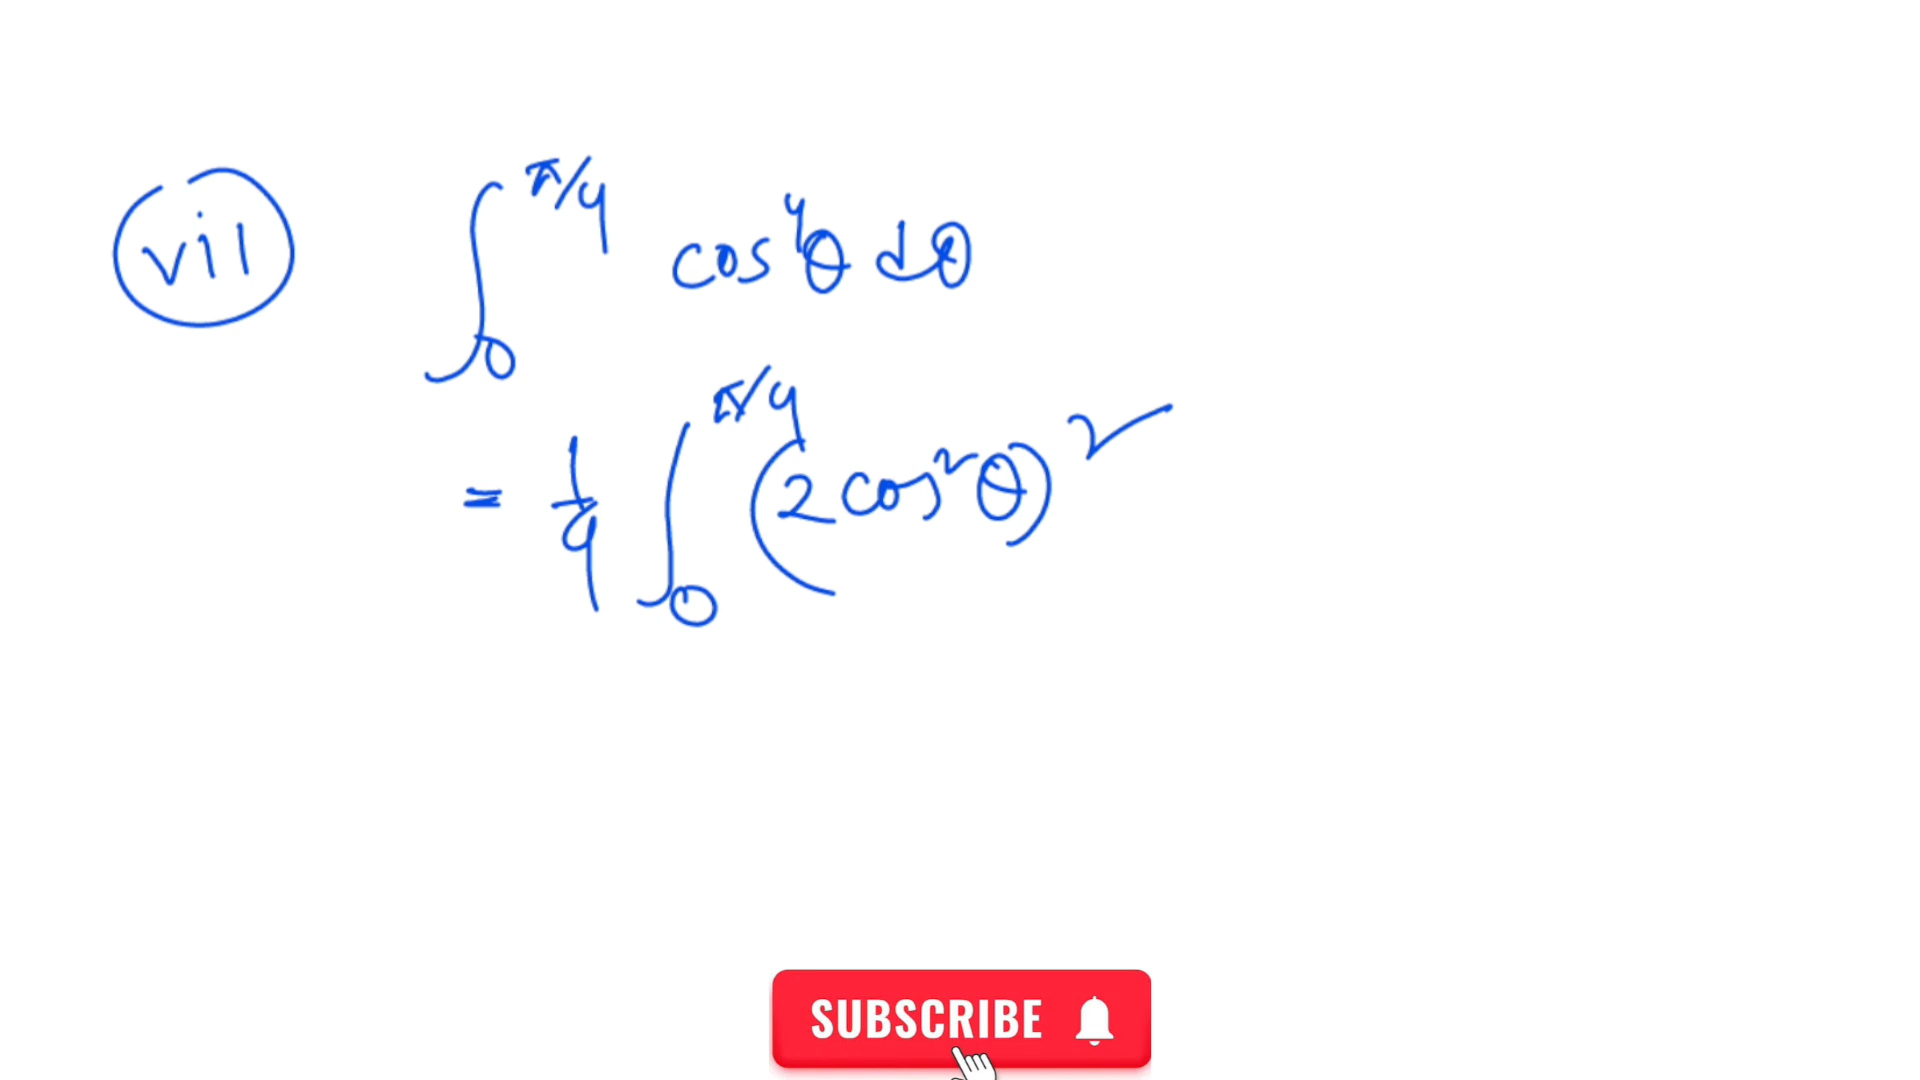 vii ∫₀^π/4 cos⁴θ dθ
= 1/4 ∫₀^π/4 (2cos²θ)²
SUBSCRIBE